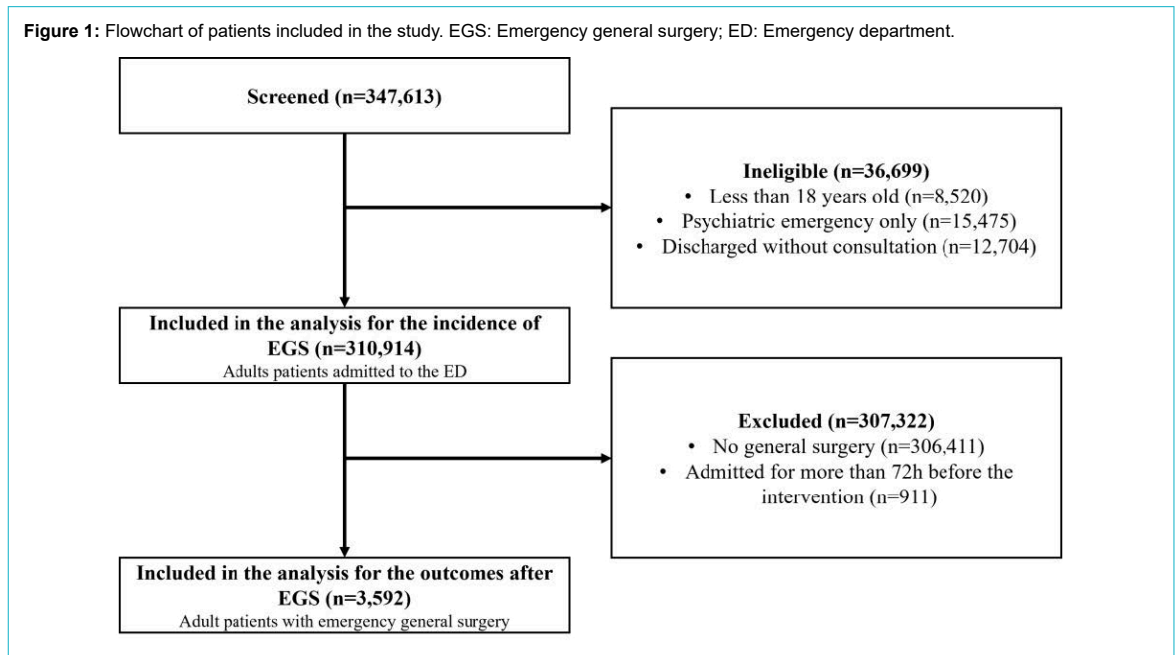 Figure 1: Flowchart of patients included in the study. EGS: Emergency general surgery; ED: Emergency department.
Screened (n=347,613)
Ineligible (n=36,699)
• Less than 18 years old (n=8,520)
• Psychiatric emergency only (n=15,475)
• Discharged without consultation (n=12,704)
Included in the analysis for the incidence of
EGS (n=310,914)
Adults patients admitted to the ED
Excluded (n=307,322)
• No general surgery (n=306,411)
• Admitted for more than 72h before the
intervention (n=911)
Included in the analysis for the outcomes after
EGS (n=3,592)
Adult patients with emergency general surgery